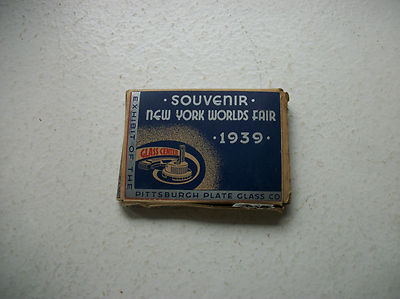 · SOUVENIR ·
NEW YORK WORLDS FAIR
· 1939 ·
GLASS CENTER
EXHIBIT OF THE
PITTSBURGH PLATE GLASS CO